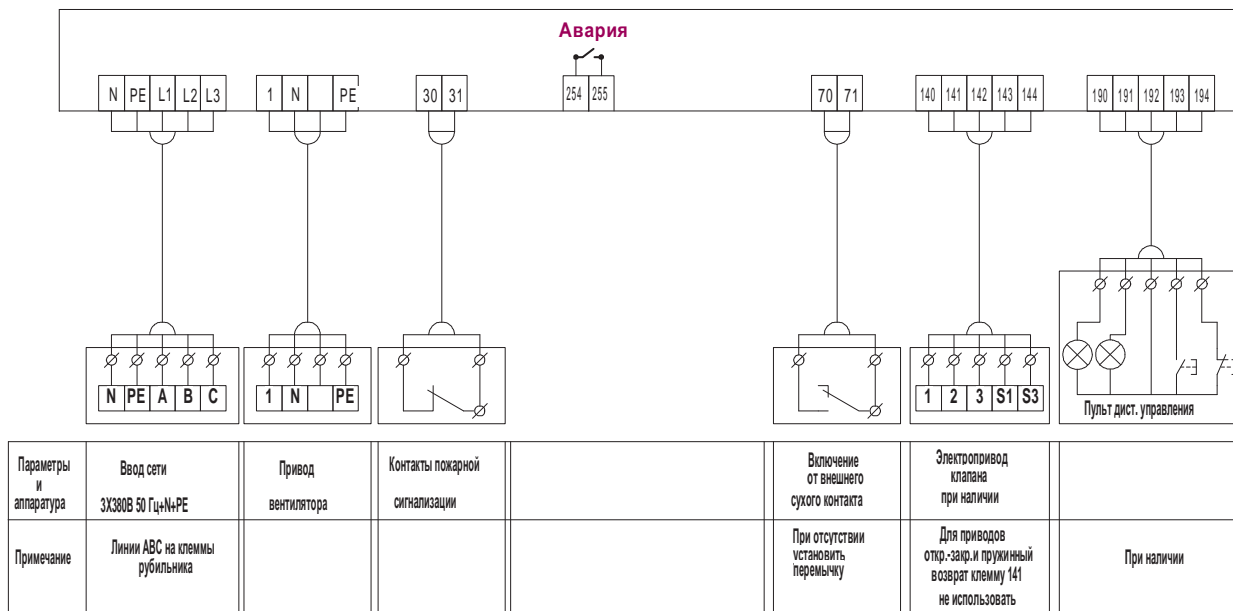 Авария
N PE L1 L2 L3
1 N PE
30 31
254 255
70 71
140 141 142 143 144
190 191 192 193 194
N PE A B C
1 N PE
1 2 3 S1 S3
Пульт дист. управления
Параметры
и
аппаратура
Ввод сети
3X380В 50 Гц+N+PE
Привод
вентилятора
Контакты пожарной
сигнализации
Включение
от внешнего
сухого контакта
Электропривод
клапана
при наличии
Примечание
Линии АВС на клеммы
рубильника
При отсутствии
установить
перемычку
Для приводов
откр.-закр.и пружинный
возврат клемму 141
не использовать
При наличии